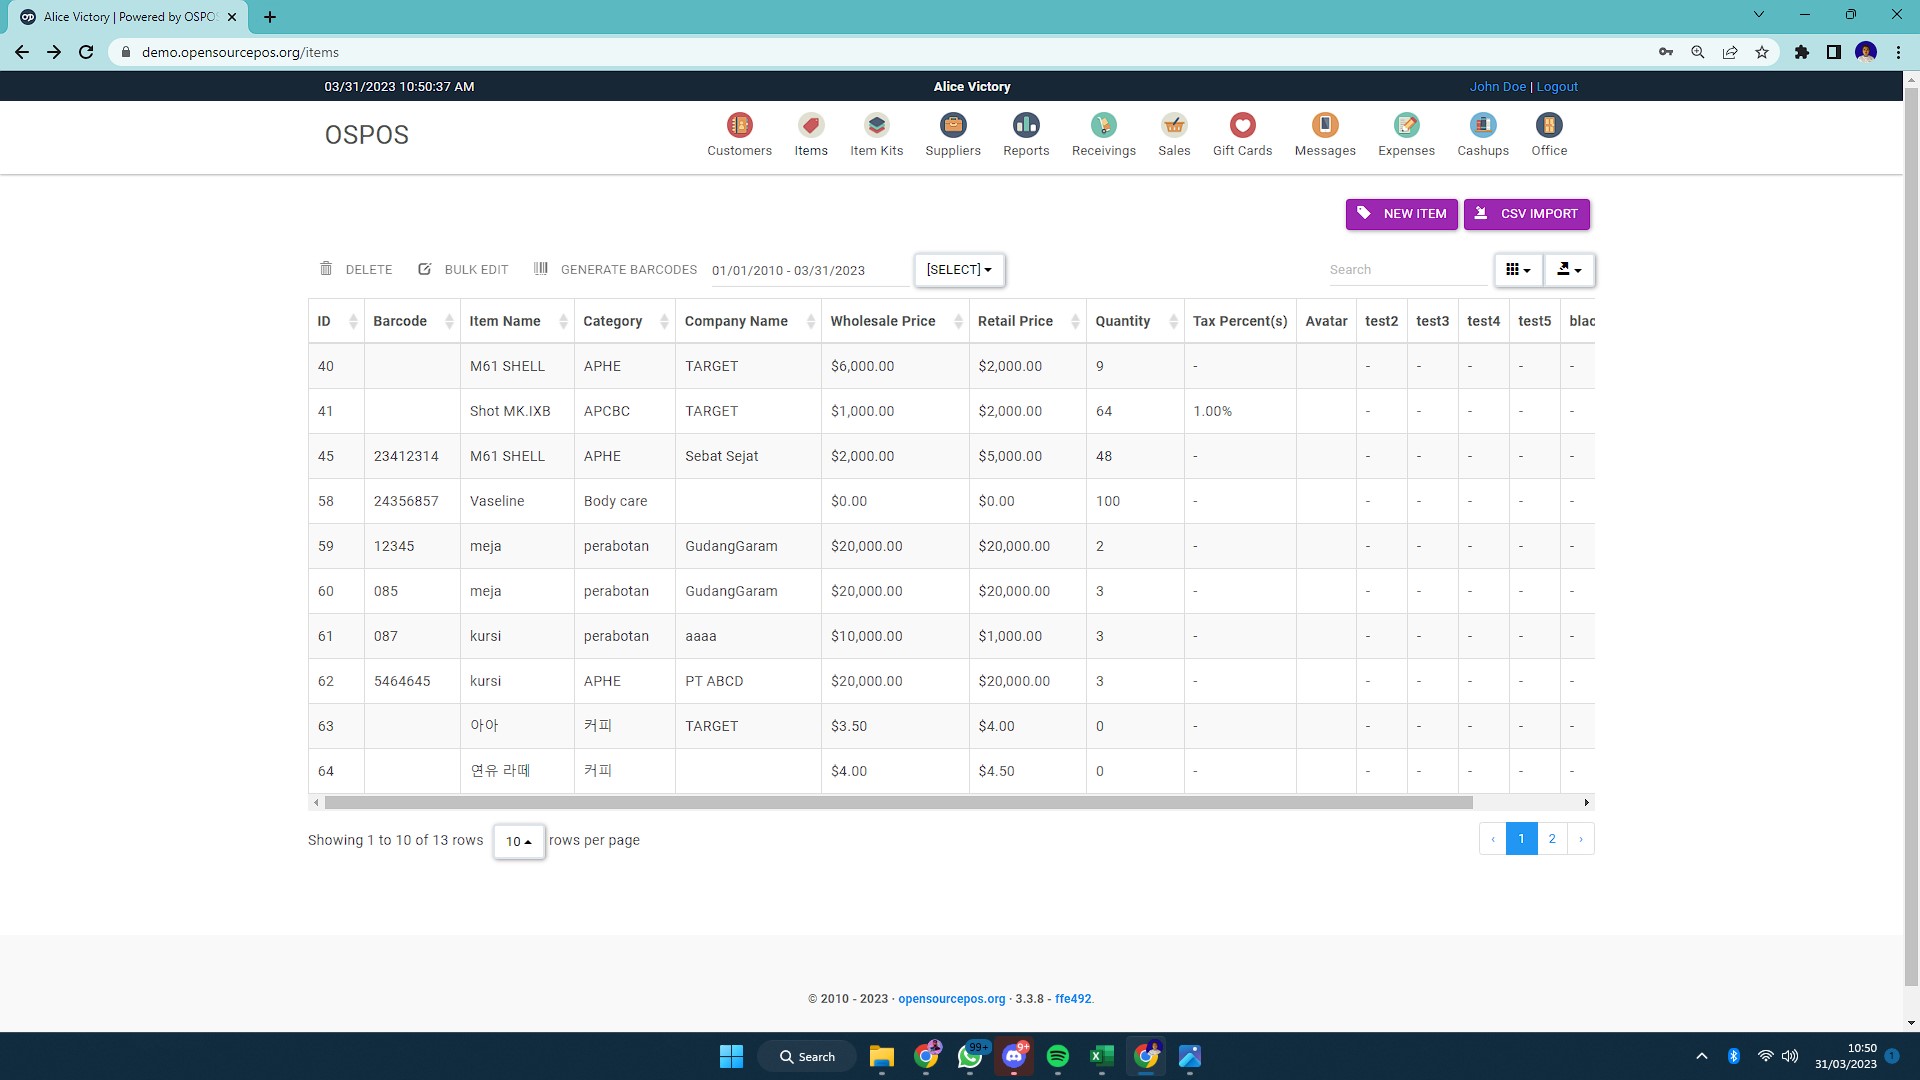 Alice Victory | Powered by OSPO
demo.opensourcepos.org/items
03/31/2023 10:50:37 AM
Alice Victory
John Doe | Logout
OSPOS
Customers
Items
Item Kits
Suppliers
Reports
Receivings
Sales
Gift Cards
Messages
Expenses
Cashups
Office
NEW ITEM
CSV IMPORT
DELETE
BULK EDIT
GENERATE BARCODES
01/01/2010 - 03/31/2023
[SELECT]
Search
ID Barcode Item Name Category Company Name Wholesale Price Retail Price Quantity Tax Percent(s) Avatar test2 test3 test4 test5 blac
40 M61 SHELL APHE TARGET $6,000.00 $2,000.00 9 - - - - - -
41 Shot MK.IXB APCBC TARGET $1,000.00 $2,000.00 64 1.00% - - - - -
45 23412314 M61 SHELL APHE Sebat Sejat $2,000.00 $5,000.00 48 - - - - - -
58 24356857 Vaseline Body care $0.00 $0.00 100 - - - - - -
59 12345 meja perabotan GudangGaram $20,000.00 $20,000.00 2 - - - - - -
60 085 meja perabotan GudangGaram $20,000.00 $20,000.00 3 - - - - - -
61 087 kursi perabotan aaaa $10,000.00 $1,000.00 3 - - - - - -
62 5464645 kursi APHE PT ABCD $20,000.00 $20,000.00 3 - - - - - -
63 아아 커피 TARGET $3.50 $4.00 0 - - - - - -
64 연유 라떼 커피 $4.00 $4.50 0 - - - - - -
Showing 1 to 10 of 13 rows 10 rows per page
‹ 1 2 ›
© 2010 - 2023 · opensourcepos.org · 3.3.8 - ffe492.
Search
99+
9+
10:50
31/03/2023
1